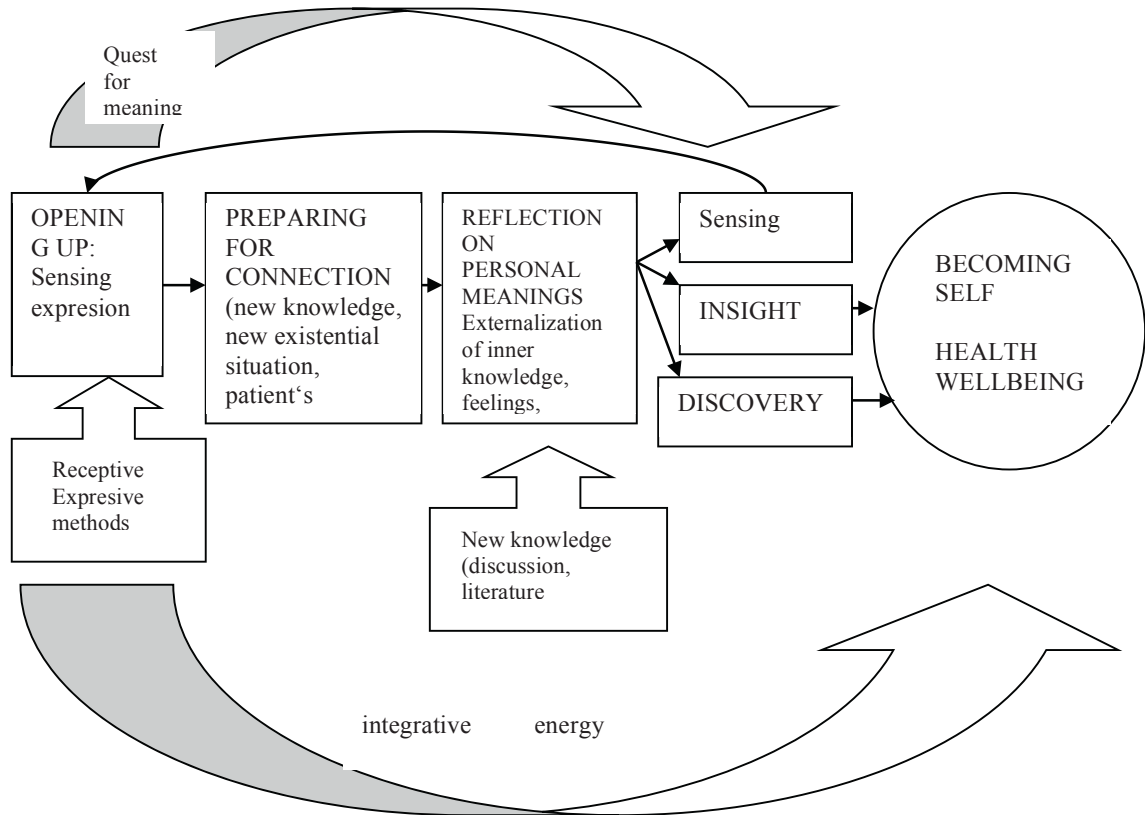 Quest
for
meaning
OPENIN
G UP:
Sensing
expresion
PREPARING
FOR
CONNECTION
(new knowledge,
new existential
situation,
patient‘s
REFLECTION
ON
PERSONAL
MEANINGS
Externalization
of inner
knowledge,
feelings,
Sensing
INSIGHT
DISCOVERY
BECOMING
SELF
HEALTH
WELLBEING
Receptive
Expresive
methods
New knowledge
(discussion,
literature
integrative energy